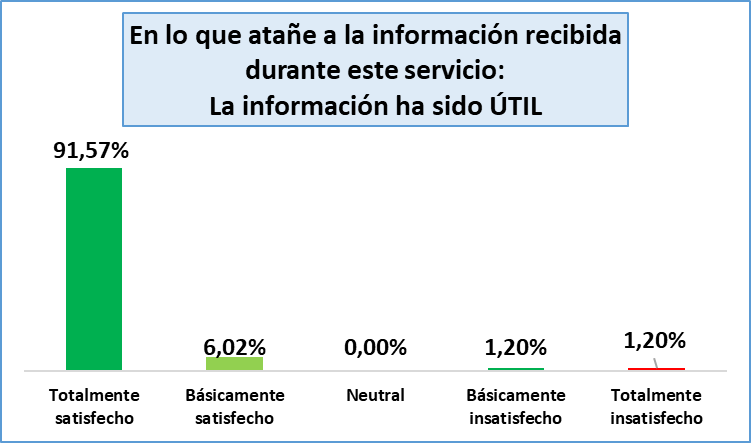 En lo que atañe a la información recibida
durante este servicio:
La información ha sido ÚTIL
91,57%
6,02%
0,00%
1,20%
1,20%
Totalmente
satisfecho
Básicamente
satisfecho
Neutral
Básicamente
insatisfecho
Totalmente
insatisfecho